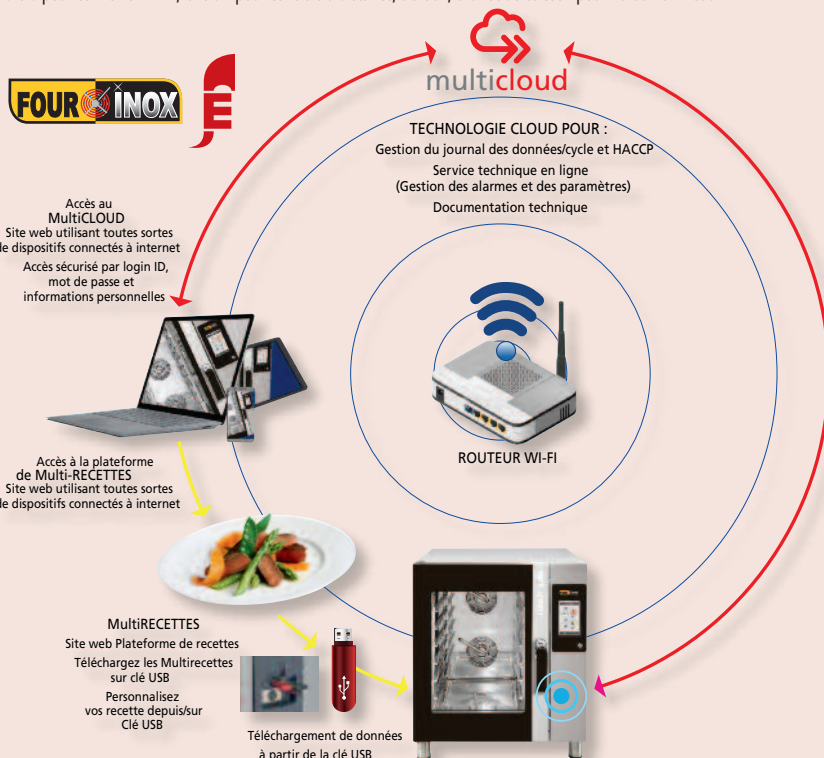 multicloud
FOUR INOX
TECHNOLOGIE CLOUD POUR :
Gestion du journal des données/cycle et HACCP
Service technique en ligne
(Gestion des alarmes et des paramètres)
Documentation technique
Accès au
MultiCLOUD
Site web utilisant toutes sortes
de dispositifs connectés à internet
Accès sécurisé par login ID,
mot de passe et
informations personnelles
ROUTEUR WI-FI
Accès à la plateforme
de Multi-RECETTES
Site web utilisant toutes sortes
de dispositifs connectés à internet
MultiRECETTES
Site web Plateforme de recettes
Téléchargez les Multirecettes
sur clé USB
Personnalisez
vos recette depuis/sur
Clé USB
Téléchargement de données
à partir de la clé USB